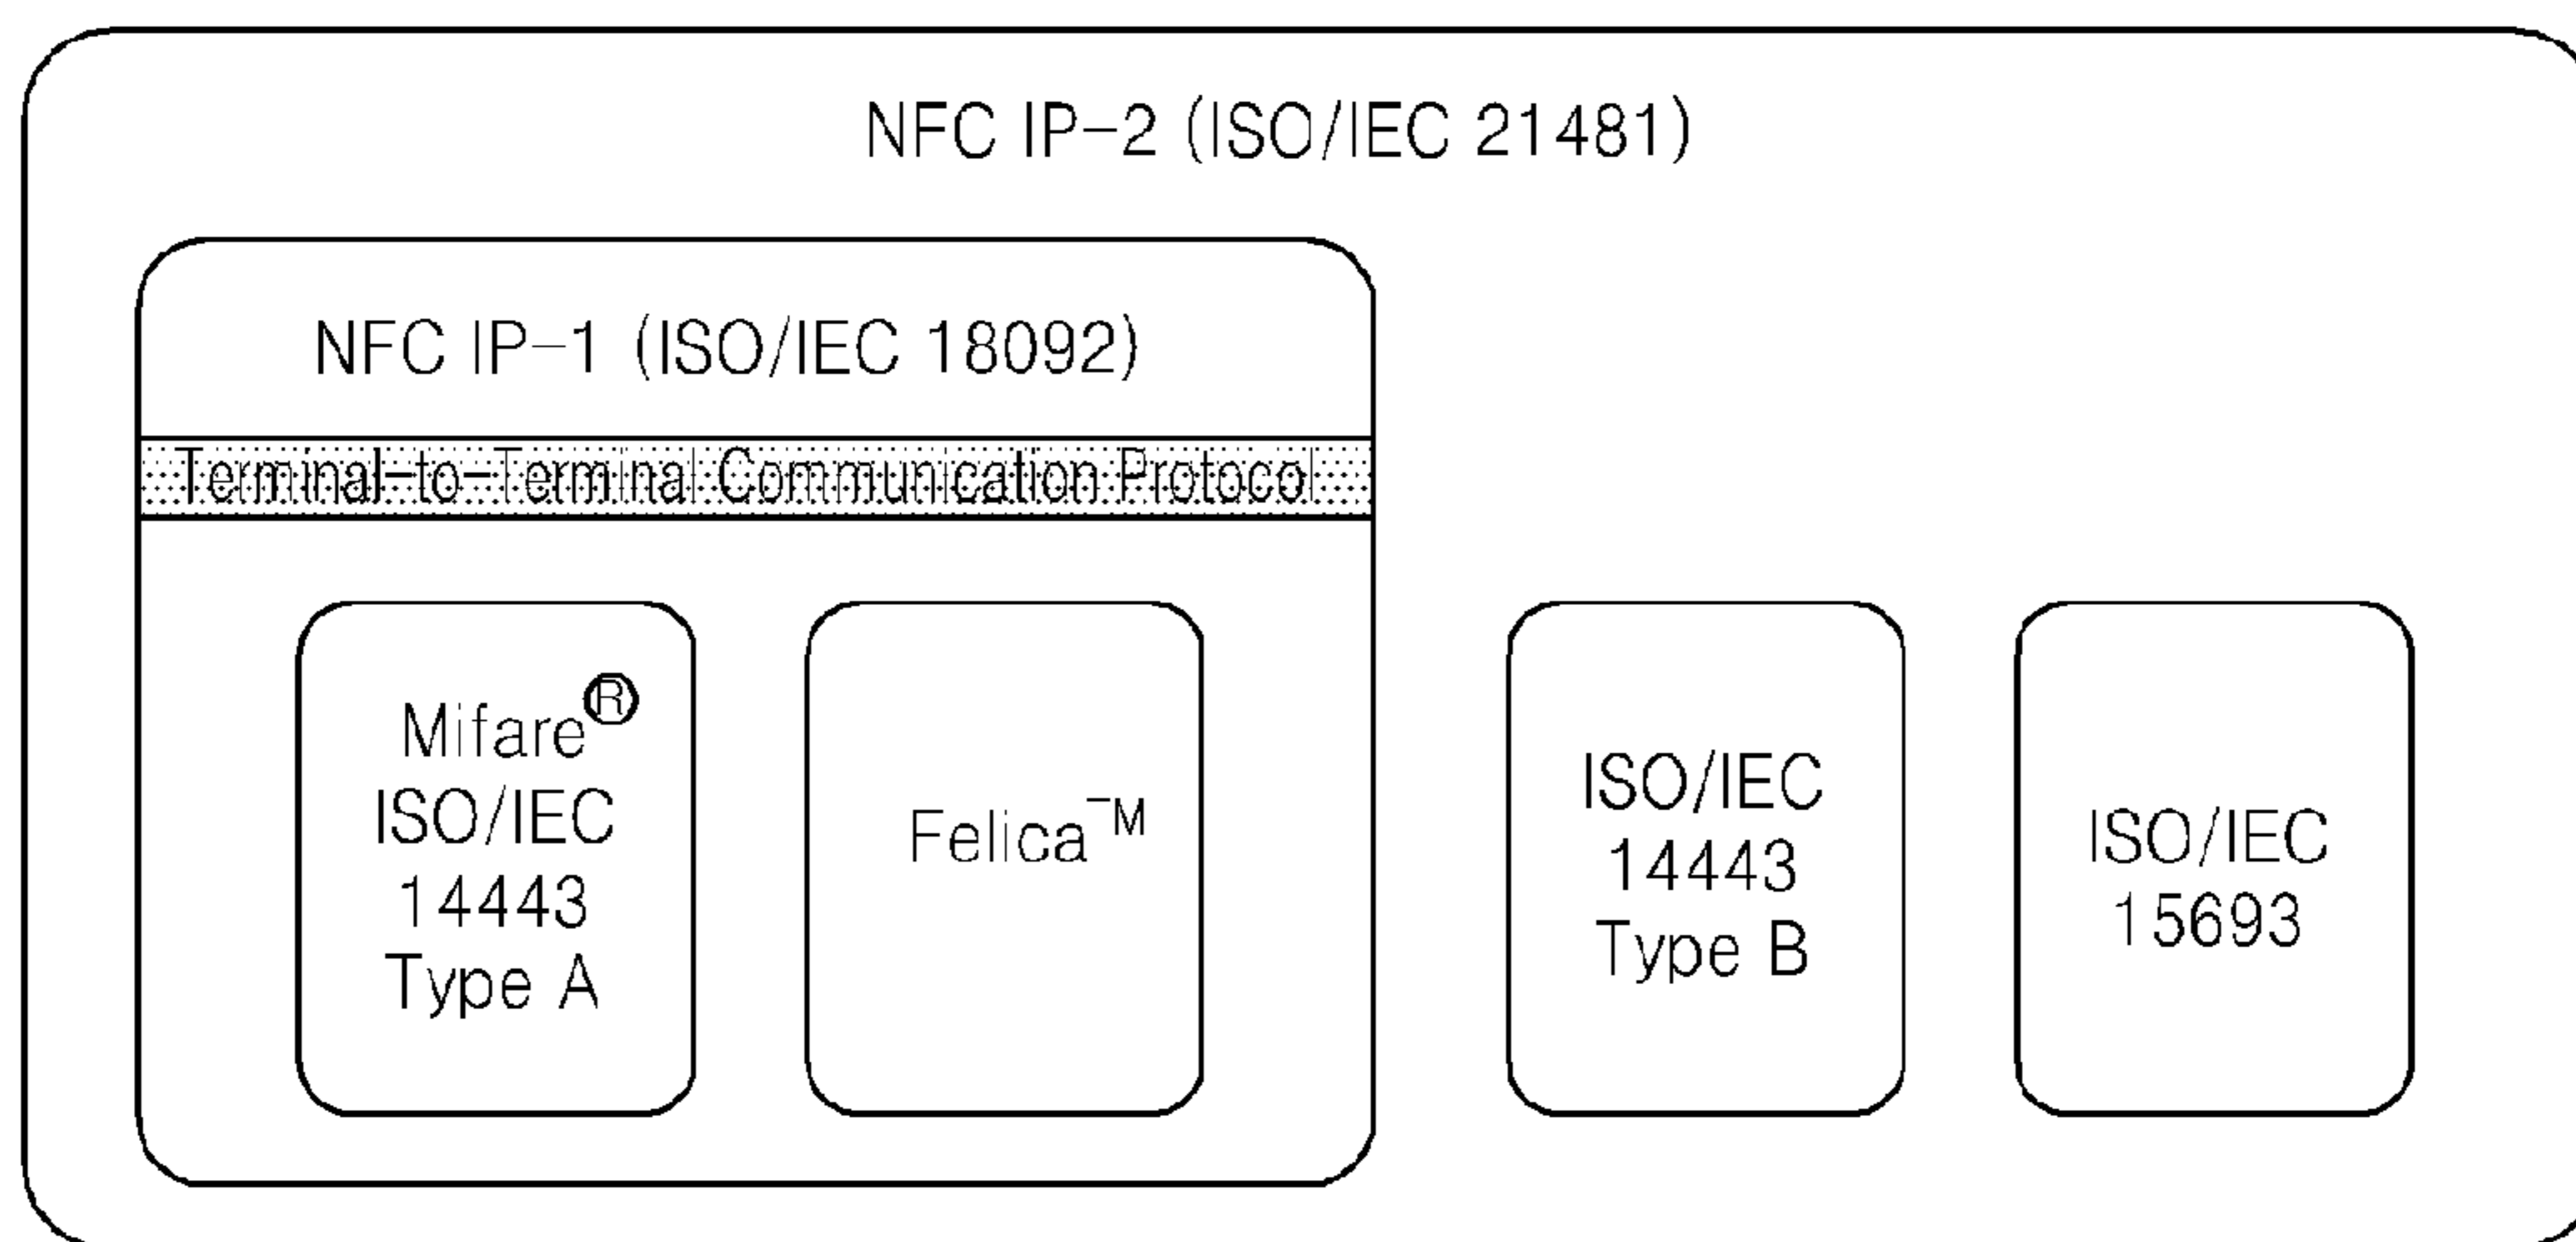 NFC IP-2 (ISO/IEC 21481)
NFC IP-1 (ISO/IEC 18092)
Terminal-to-Terminal Communication Protocol
Mifare®
ISO/IEC
14443
Type A
Felica™
ISO/IEC
14443
Type B
ISO/IEC
15693